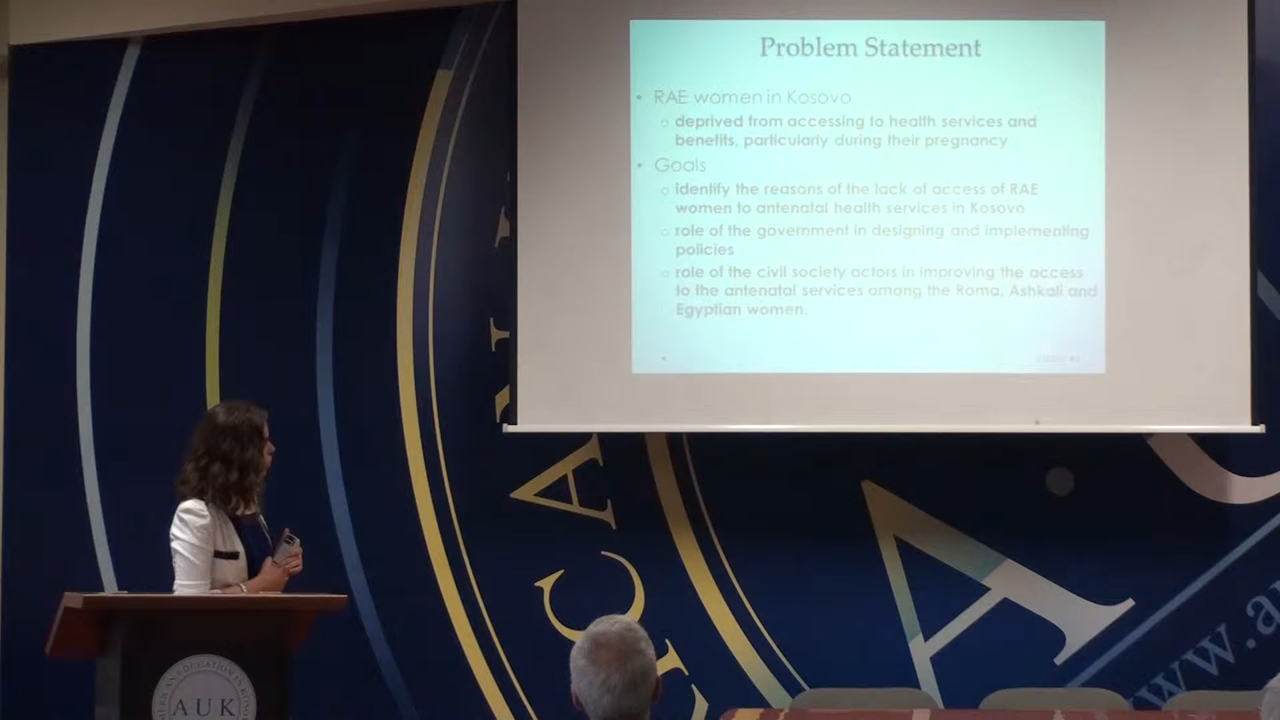 Problem Statement
• RAE women in Kosovo
o deprived from accessing to health services and
benefits, particularly during their pregnancy
• Goals
o identify the reasons of the lack of access of RAE
women to antenatal health services in Kosovo
o role of the government in designing and implementing
policies
o role of the civil society actors in improving the access
to the antenatal services among the Roma, Ashkali and
Egyptian women.
CA
A
www.a
AUK